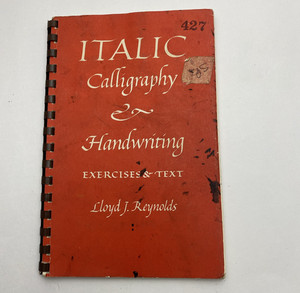 427
ITALIC
Calligraphy
&
Handwriting
EXERCISES & TEXT
Lloyd J. Reynolds